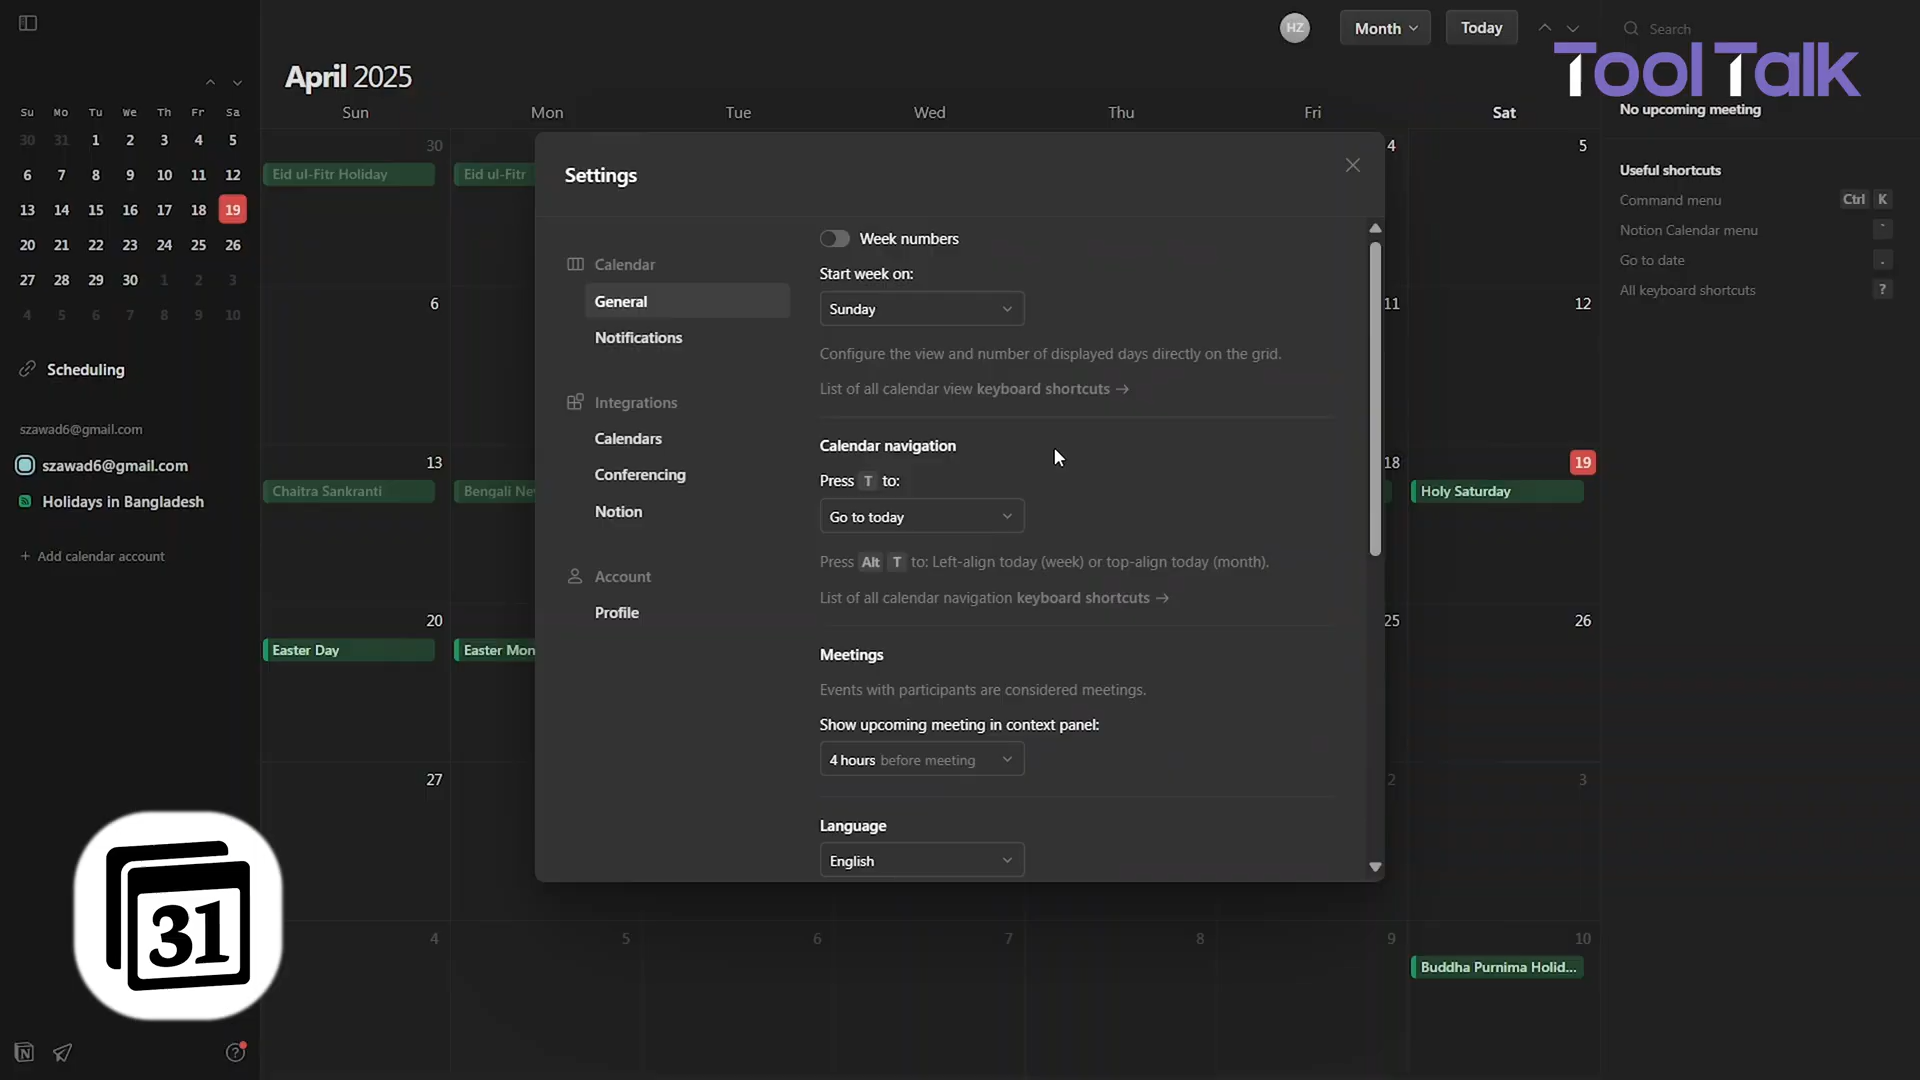 HZ
Month
Today
Search
Tool Talk
April 2025
Su Mo Tu We Th Fr Sa
30 31 1 2 3 4 5
6 7 8 9 10 11 12
13 14 15 16 17 18 19
20 21 22 23 24 25 26
27 28 29 30 1 2 3
4 5 6 7 8 9 10
Scheduling
szawad6@gmail.com
szawad6@gmail.com
Holidays in Bangladesh
+ Add calendar account
Sun Mon Tue Wed Thu Fri Sat
30 4 5
Eid ul-Fitr Holiday
Eid ul-Fitr
6 11 12
13 18 19
Chaitra Sankranti
Bengali Ne
Holy Saturday
20 25 26
Easter Day
Easter Mon
27 2 3
4 5 6 7 8 9 10
Buddha Purnima Holid...
Settings
Calendar
General
Notifications
Integrations
Calendars
Conferencing
Notion
Account
Profile
Week numbers
Start week on:
Sunday
Configure the view and number of displayed days directly on the grid.
List of all calendar view keyboard shortcuts →
Calendar navigation
Press T to:
Go to today
Press Alt T to: Left-align today (week) or top-align today (month).
List of all calendar navigation keyboard shortcuts →
Meetings
Events with participants are considered meetings.
Show upcoming meeting in context panel:
4 hours before meeting
Language
English
No upcoming meeting
Useful shortcuts
Command menu Ctrl K
Notion Calendar menu `
Go to date .
All keyboard shortcuts ?
31
N
?